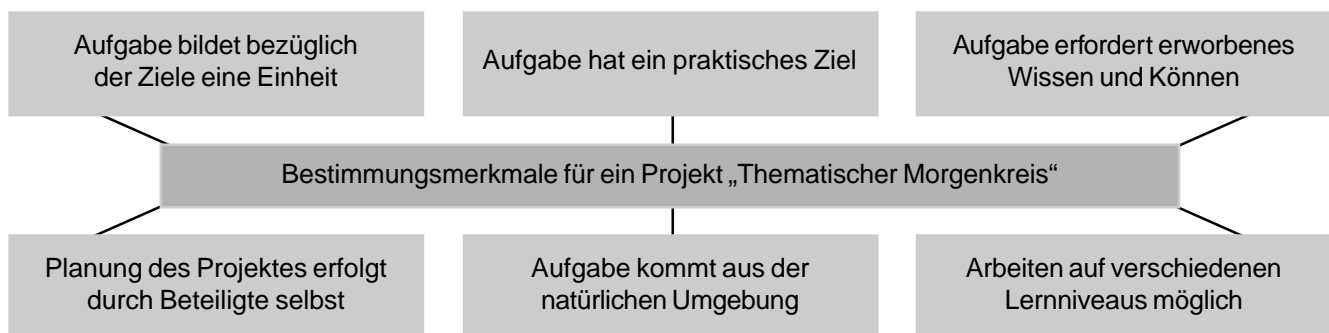 Aufgabe bildet bezüglich
der Ziele eine Einheit
Aufgabe hat ein praktisches Ziel
Aufgabe erfordert erworbenes
Wissen und Können
Bestimmungsmerkmale für ein Projekt „Thematischer Morgenkreis“
Planung des Projektes erfolgt
durch Beteiligte selbst
Aufgabe kommt aus der
natürlichen Umgebung
Arbeiten auf verschiedenen
Lernniveaus möglich